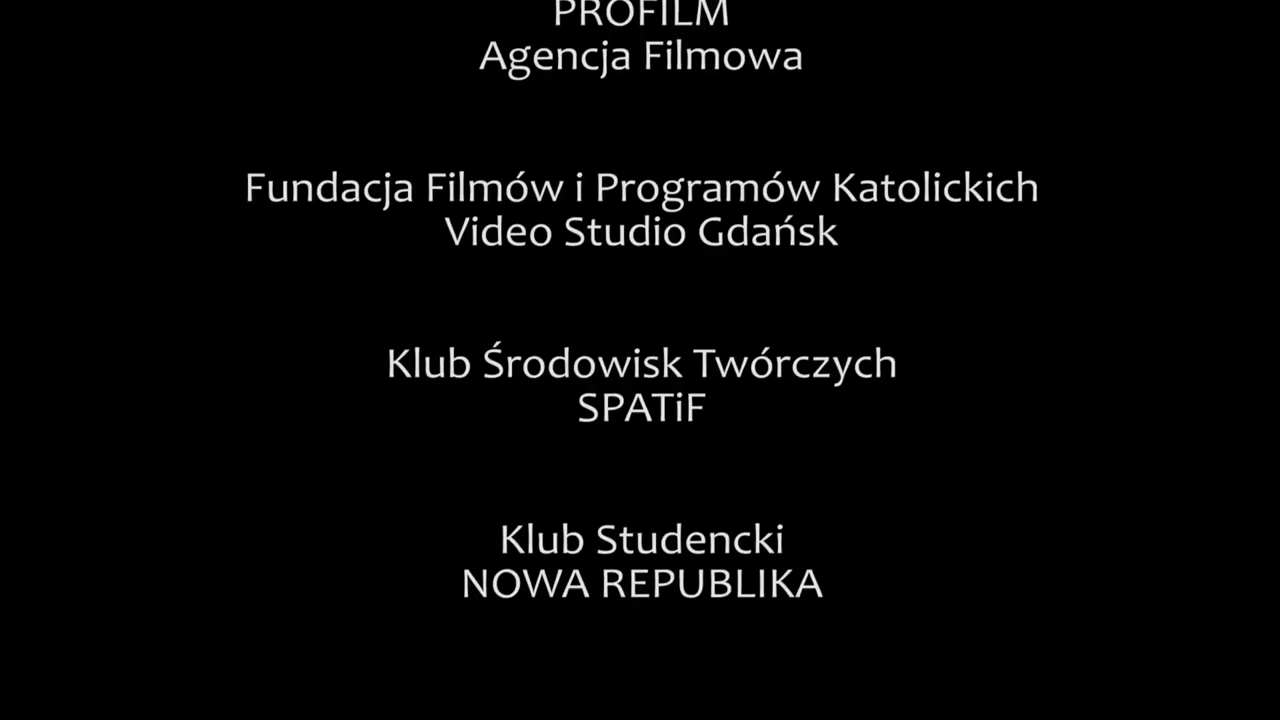 PROFILM
Agencja Filmowa
Fundacja Filmów i Programów Katolickich
Video Studio Gdańsk
Klub Środowisk Twórczych
SPATiF
Klub Studencki
NOWA REPUBLIKA